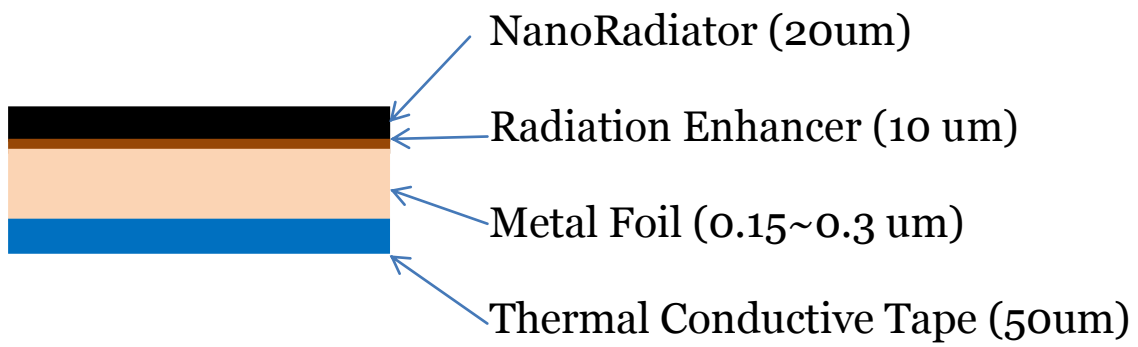 NanoRadiator (20um)
Radiation Enhancer (10 um)
Metal Foil (0.15~0.3 um)
Thermal Conductive Tape (50um)